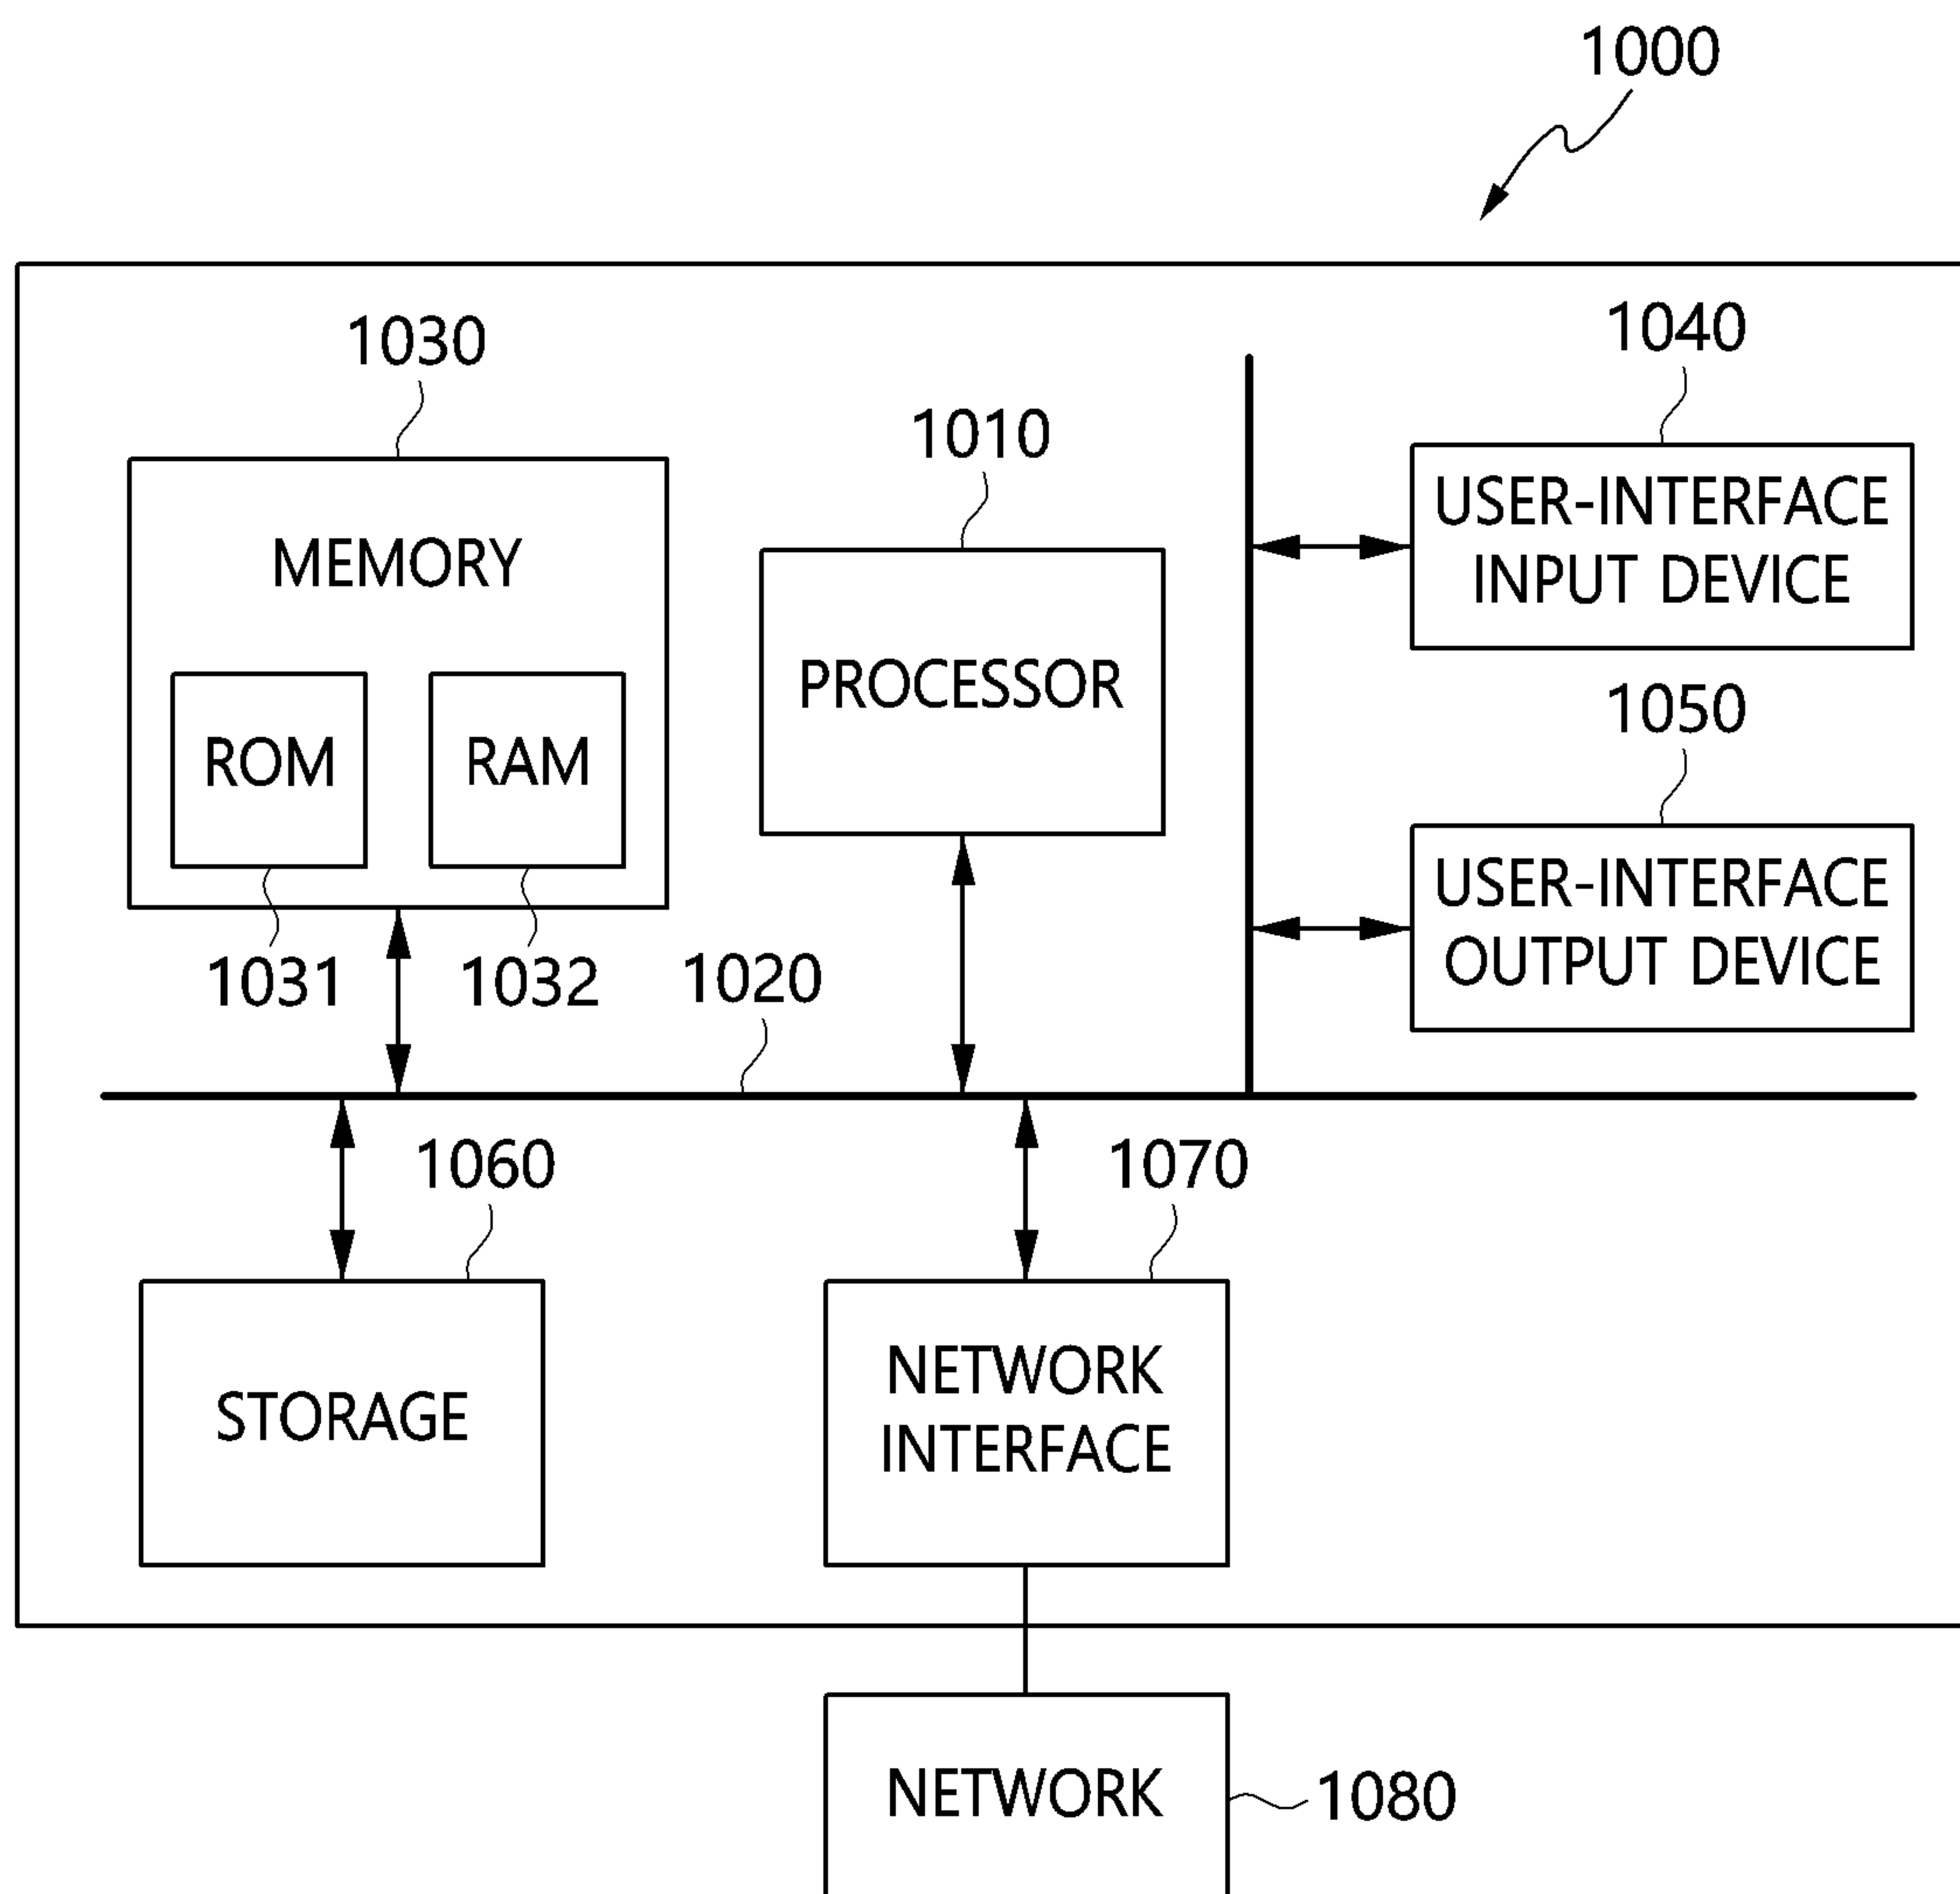 1000
1030
1040
1010
USER-INTERFACE
INPUT DEVICE
MEMORY
PROCESSOR
1050
ROM
RAM
USER-INTERFACE
OUTPUT DEVICE
1031
1032
1020
1060
1070
STORAGE
NETWORK
INTERFACE
NETWORK
1080